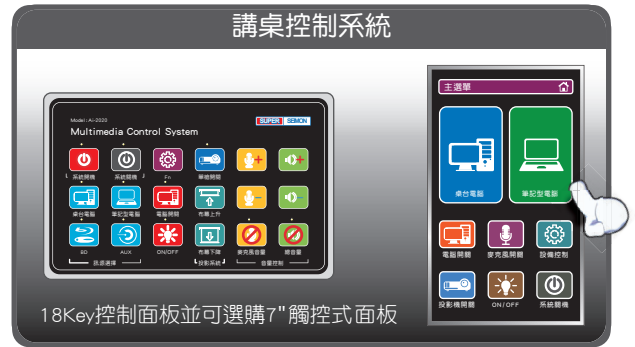 講桌控制系統
Model: Ai-2020
SUPER SEIMON
Multimedia Control System
系統開機 系統關機 Fn 單槍開關
桌台電腦 筆記型電腦 電腦開關 布幕上升
BD AUX ON/OFF 布幕下降 麥克風音量 總音量
訊源選擇 投影系統 音量控制
主選單
桌台電腦 筆記型電腦
電腦開關 麥克風開關 設備控制
投影機開關 ON/OFF 系統關機
18Key控制面板並可選購7"觸控式面板